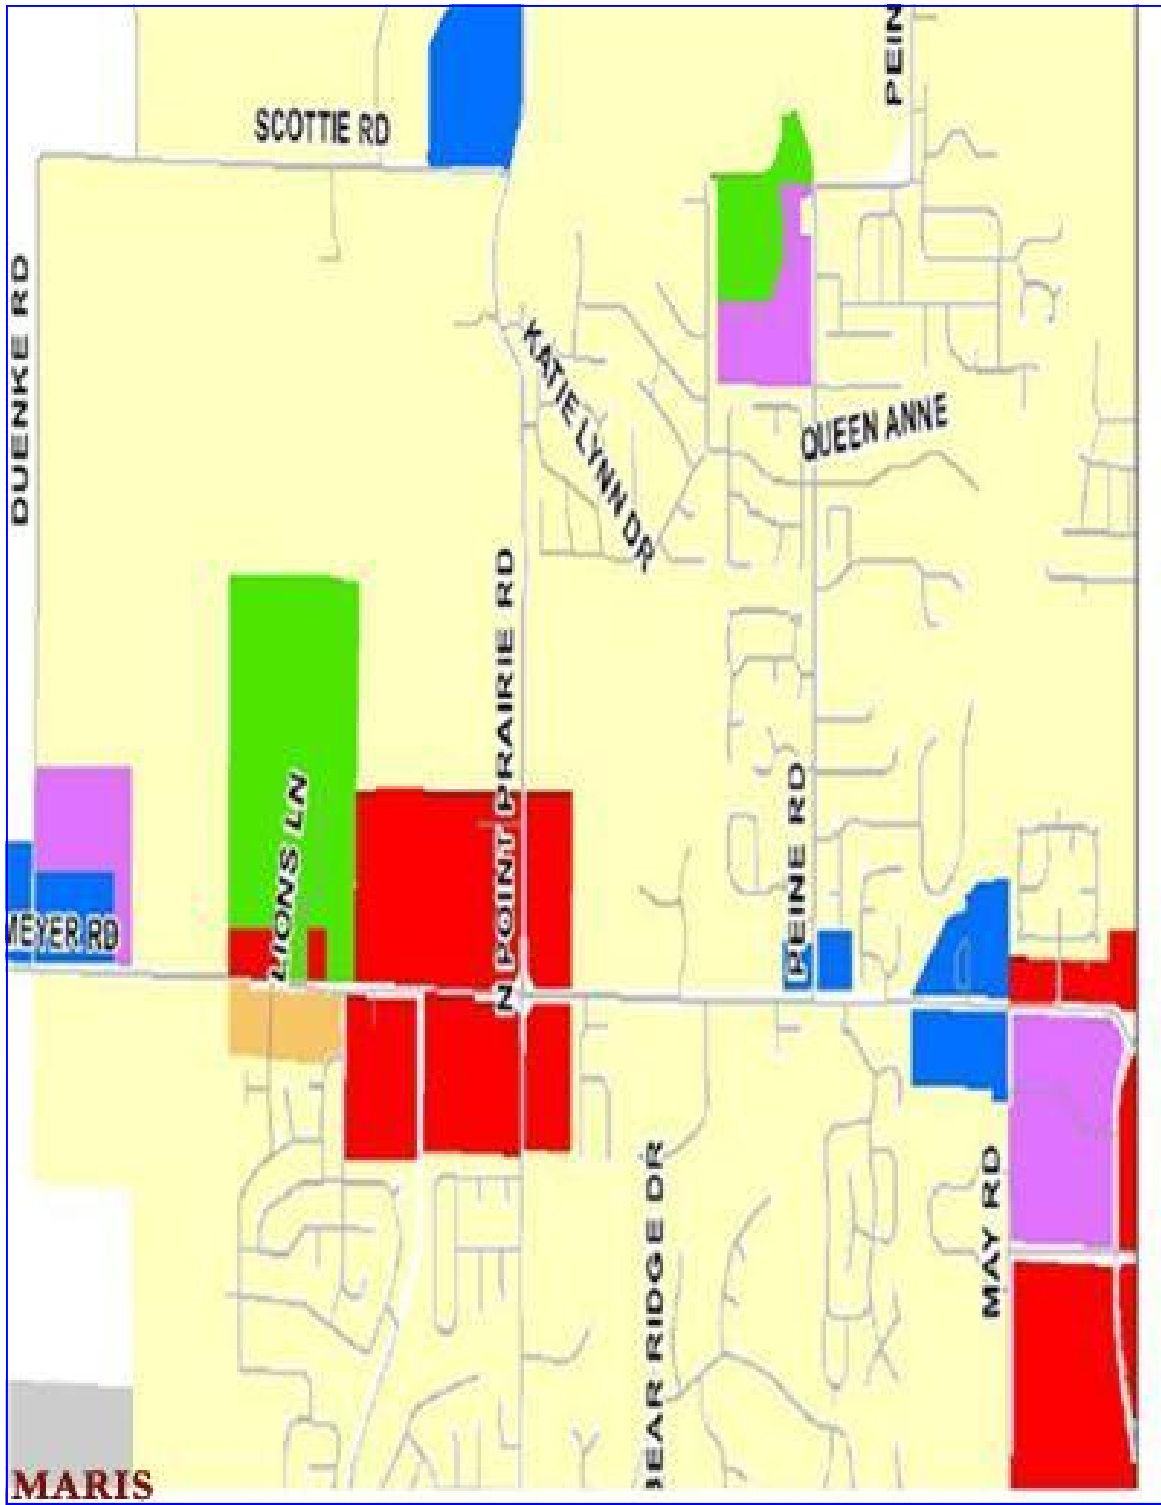 PEIN
SCOTTIE RD
DUENKE RD
KATIE LYNN DR
QUEEN ANNE
N POINT PRAIRIE RD
LIONS LN
PEINE RD
MEYER RD
BEAR RIDGE DR
MAY RD
MARIS